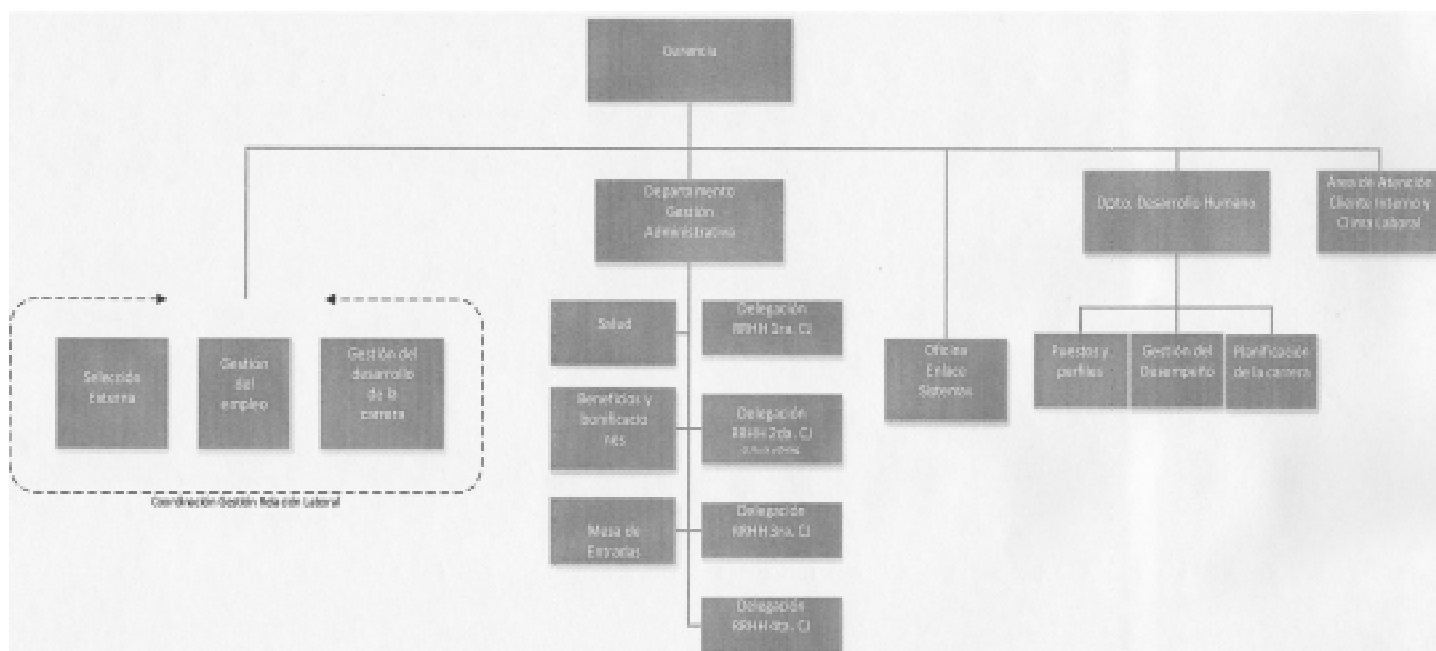 Gerencia
Departamento
Gestión
Administrativa
Dpto. Desarrollo Humano
Area de Atención
Cliente Interno y
Clima Laboral
Salud
Delegación
RRHH 1ra. CJ
Selección
Externa
Gestión
del
empleo
Gestión del
desarrollo
de la
carrera
Oficina
Enlace
Sistemas
Puestos y
perfiles
Gestión del
Desempeño
Planificación
de la carrera
Beneficios y
bonificacio
nes
Delegación
RRHH 2da. CJ
Coordinación Gestión Relación Laboral
Mesa de
Entradas
Delegación
RRHH 3ra. CJ
Delegación
RRHH 4ta. CJ